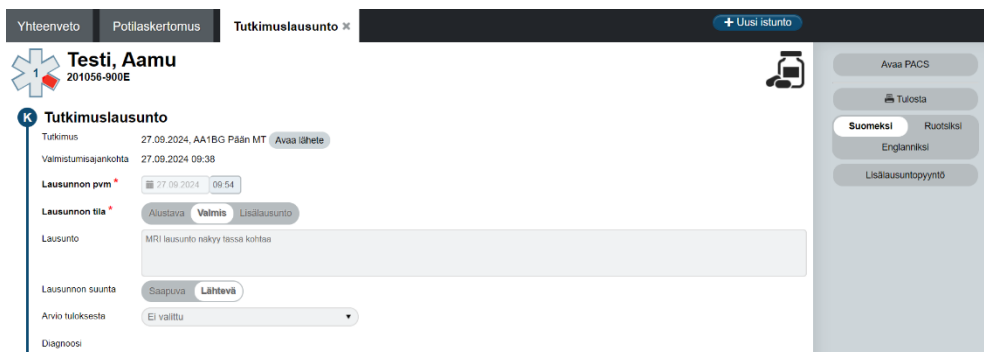 Yhteenveto Potilaskertomus Tutkimuslausunto ×
+ Uusi istunto
Testi, Aamu
1
201056-900E
Avaa PACS
Tulosta
K Tutkimuslausunto
Tutkimus 27.09.2024, AA1BG Pään MT Avaa lähete
Suomeksi Ruotsiksi
Englanniksi
Valmistumisajankohta 27.09.2024 09:38
Lisälausuntopyyntö
Lausunnon pvm * 27.09.2024 09:54
Lausunnon tila * Alustava Valmis Lisälausunto
Lausunto MRI lausunto näkyy tässä kohtaa
Lausunnon suunta Saapuva Lähtevä
Arvio tuloksesta Ei valittu
Diagnoosi